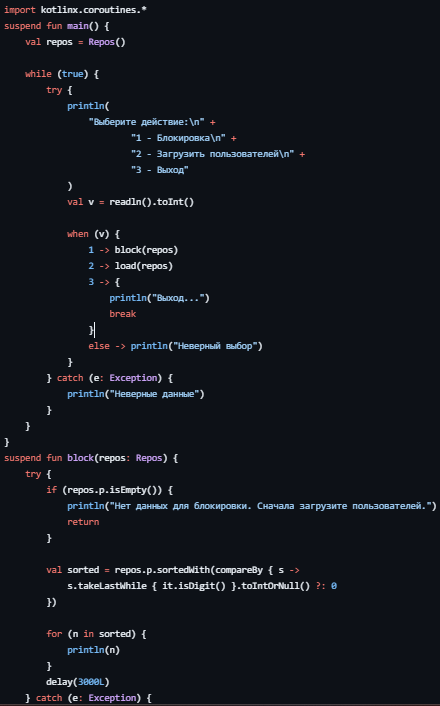 import kotlinx.coroutines.*
suspend fun main() {
    val repos = Repos()

    while (true) {
        try {
            println(
                "Выберите действие:\n" +
                        "1 - Блокировка\n" +
                        "2 - Загрузить пользователей\n" +
                        "3 - Выход"
            )
            val v = readln().toInt()

            when (v) {
                1 -> block(repos)
                2 -> load(repos)
                3 -> {
                    println("Выход...")
                    break
                }
                else -> println("Неверный выбор")
            }
        } catch (e: Exception) {
            println("Неверные данные")
        }
    }
}
suspend fun block(repos: Repos) {
    try {
        if (repos.p.isEmpty()) {
            println("Нет данных для блокировки. Сначала загрузите пользователей.")
            return
        }

        val sorted = repos.p.sortedWith(compareBy { s ->
            s.takeLastWhile { it.isDigit() }.toIntOrNull() ?: 0
        })

        for (n in sorted) {
            println(n)
        }
        delay(3000L)
    } catch (e: Exception) {